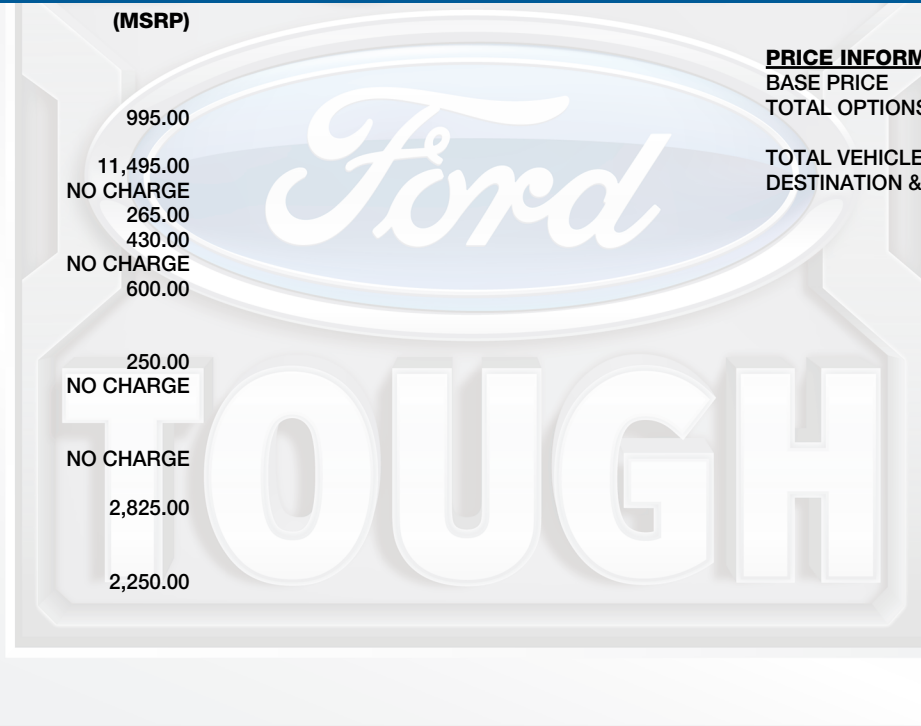 (MSRP)
995.00
11,495.00
NO CHARGE
265.00
430.00
NO CHARGE
600.00
250.00
NO CHARGE
NO CHARGE
2,825.00
2,250.00
PRICE INFORM
BASE PRICE
TOTAL OPTIONS
TOTAL VEHICLE
DESTINATION &
Ford
TOUGH